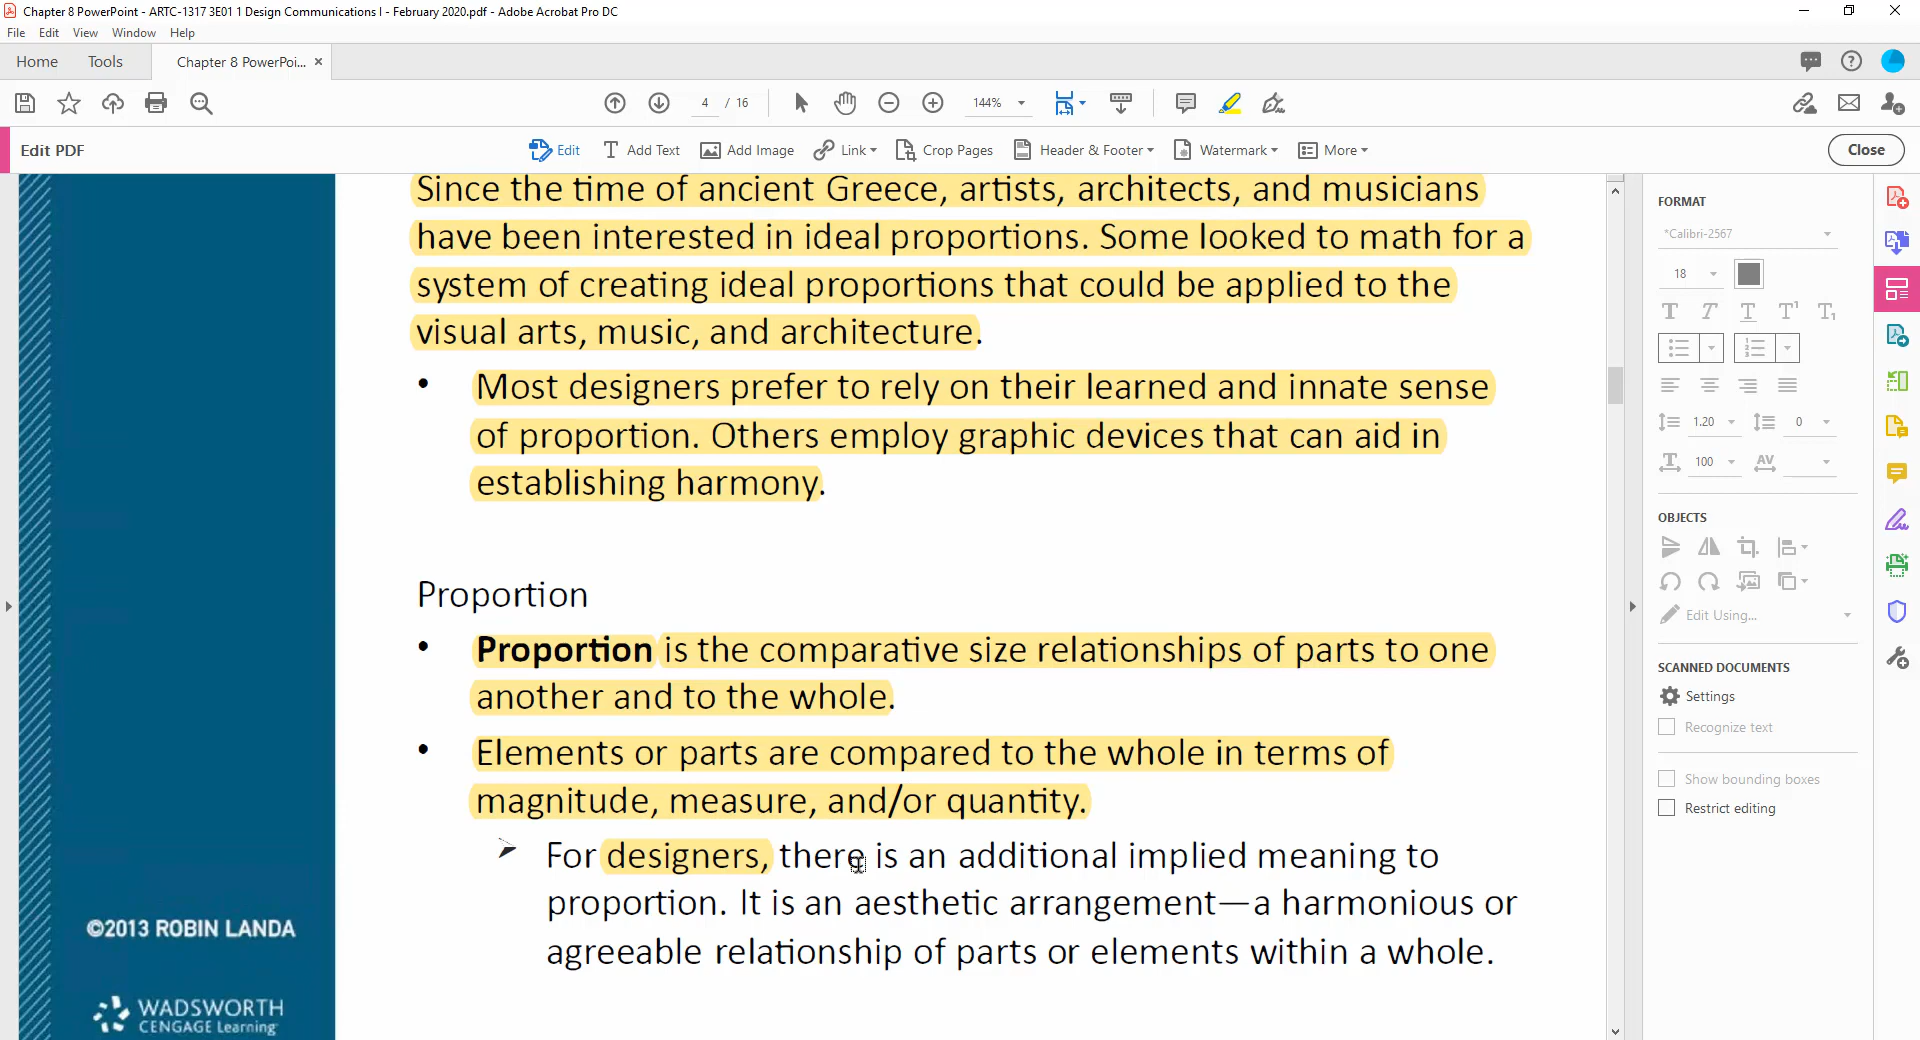 Chapter 8 PowerPoint - ARTC-1317 3E01 1 Design Communications I - February 2020.pdf - Adobe Acrobat Pro DC
File Edit View Window Help
Home Tools Chapter 8 PowerPoi... ×
4 / 16 144%
Edit PDF Edit Add Text Add Image Link Crop Pages Header & Footer Watermark More Close
Since the time of ancient Greece, artists, architects, and musicians
have been interested in ideal proportions. Some looked to math for a
system of creating ideal proportions that could be applied to the
visual arts, music, and architecture.
• Most designers prefer to rely on their learned and innate sense
of proportion. Others employ graphic devices that can aid in
establishing harmony.
Proportion
• Proportion is the comparative size relationships of parts to one
another and to the whole.
• Elements or parts are compared to the whole in terms of
magnitude, measure, and/or quantity.
➢ For designers, there is an additional implied meaning to
proportion. It is an aesthetic arrangement—a harmonious or
agreeable relationship of parts or elements within a whole.
©2013 ROBIN LANDA
WADSWORTH
CENGAGE Learning
FORMAT
*Calibri-2567
18
T T T T¹ T₁
1.20 0
100 AV
OBJECTS
Edit Using...
SCANNED DOCUMENTS
Settings
Recognize text
Show bounding boxes
Restrict editing